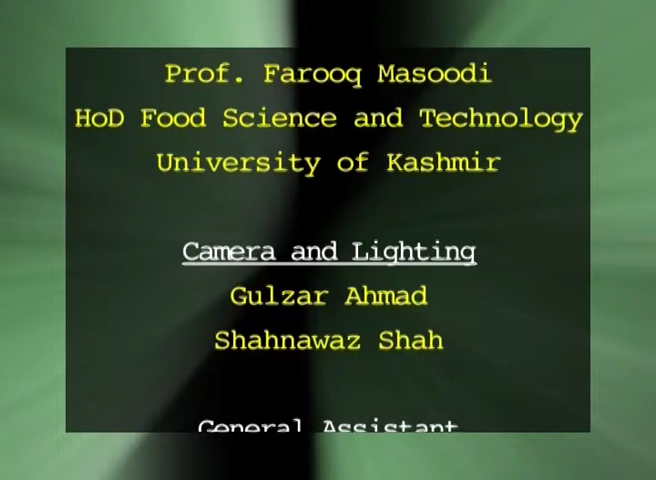 Prof. Farooq Masoodi
HoD Food Science and Technology
University of Kashmir
Camera and Lighting
Gulzar Ahmad
Shahnawaz Shah
General Assistant